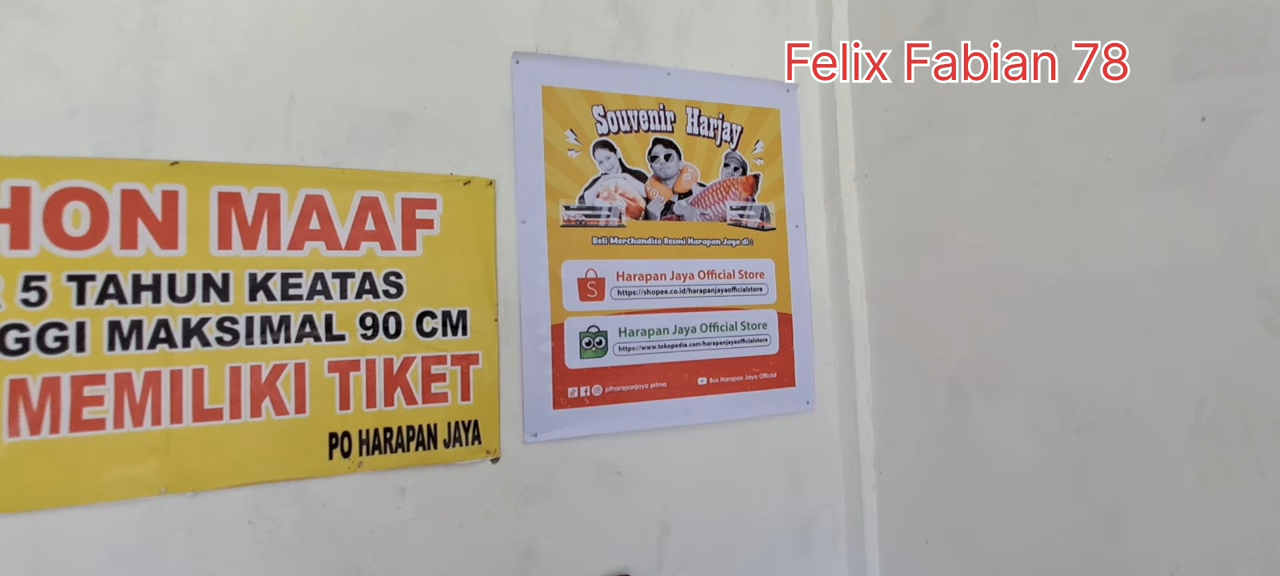 Felix Fabian 78
HON MAAF
5 TAHUN KEATAS
GGI MAKSIMAL 90 CM
MEMILIKI TIKET
PO HARAPAN JAYA
Souvenir Harjay
Beli Merchandise Resmi Harapan Jaya di :
Harapan Jaya Official Store
https://shopee.co.id/harapanjayaofficialstore
Harapan Jaya Official Store
https://www.tokopedia.com/harapanjayaofficialstore
ptharapanjaya prima
Bus Harapan Jaya Official